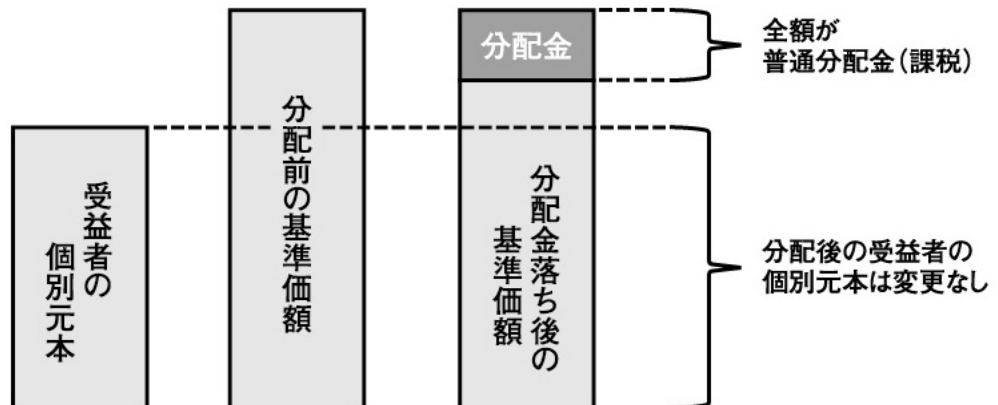 受益者の
個別元本
分配前の基準価額
分配金
分配金落ち後の
基準価額
全額が
普通分配金（課税）
分配後の受益者の
個別元本は変更なし